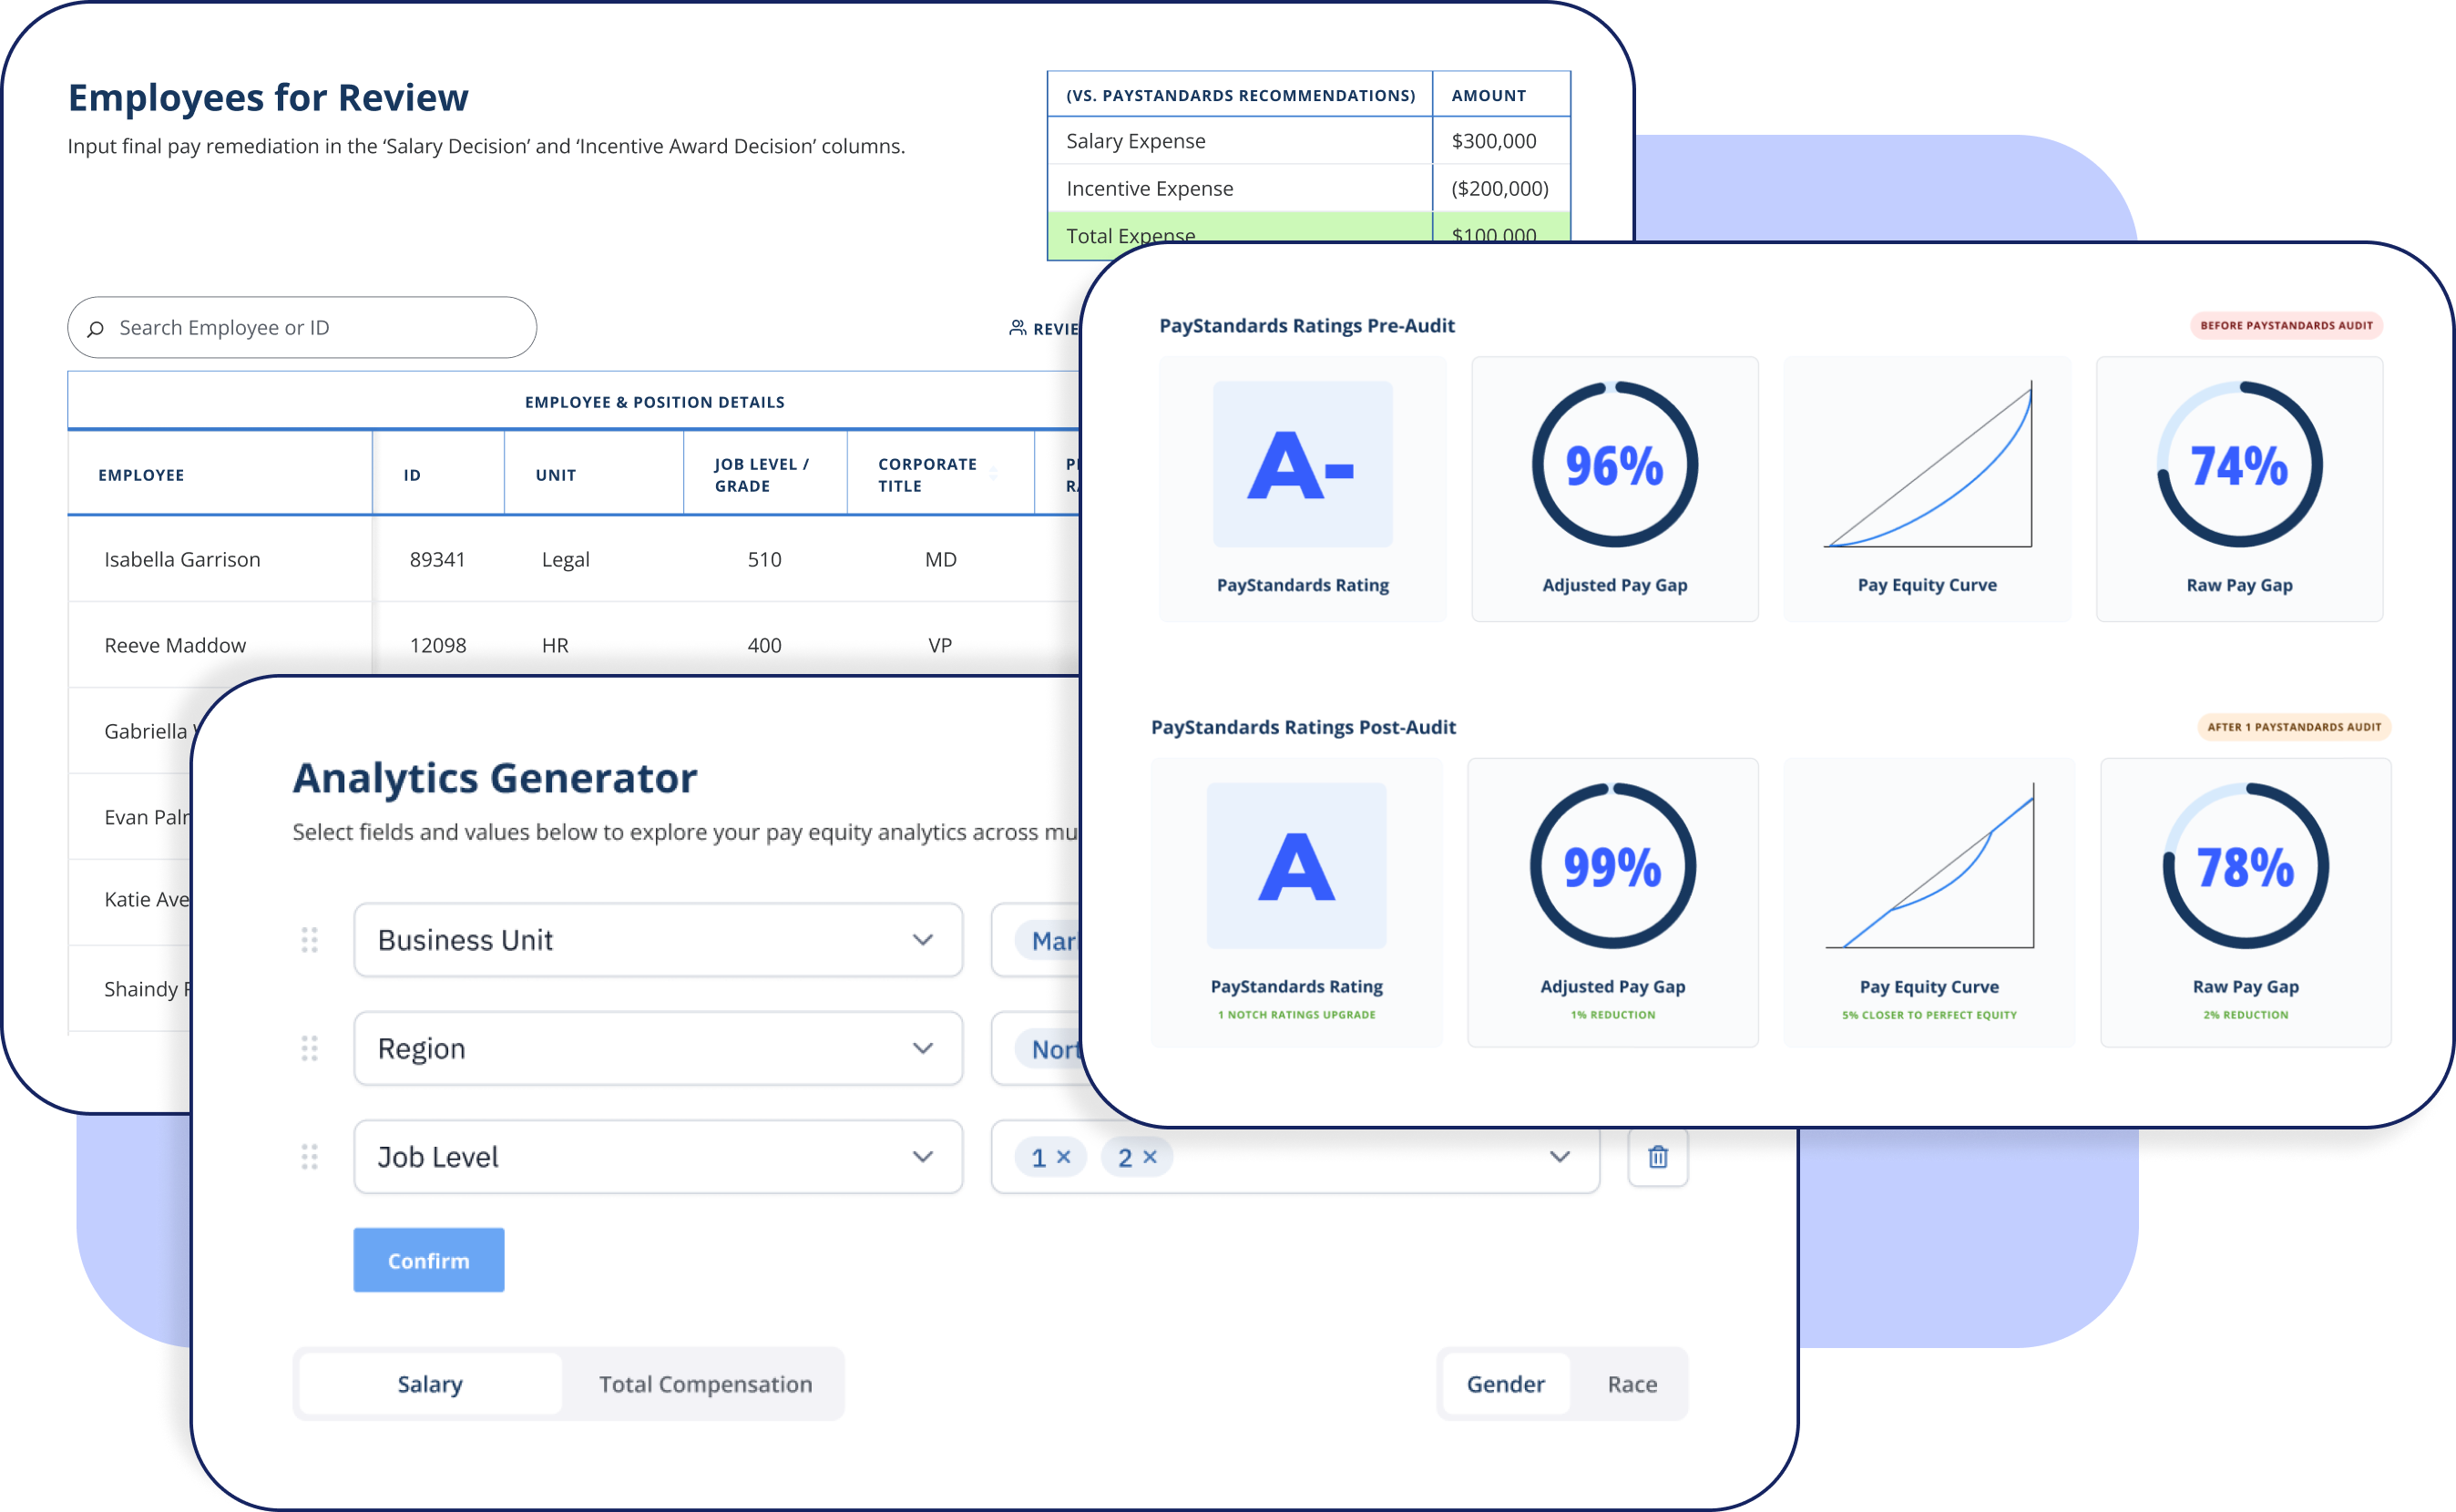 Employees for Review
Input final pay remediation in the ‘Salary Decision’ and ‘Incentive Award Decision’ columns.
(VS. PAYSTANDARDS RECOMMENDATIONS) AMOUNT
Salary Expense $300,000
Incentive Expense ($200,000)
Total Expense $100,000
Search Employee or ID
EMPLOYEE & POSITION DETAILS
EMPLOYEE ID UNIT JOB LEVEL / GRADE CORPORATE TITLE
Isabella Garrison 89341 Legal 510 MD
Reeve Maddow 12098 HR 400 VP
Gabriella
Evan
Katie
Shaindy
Analytics Generator
Select fields and values below to explore your pay equity analytics across
Business Unit
Region
Job Level 1 × 2 ×
Confirm
Salary Total Compensation Gender Race
PayStandards Ratings Pre-Audit BEFORE PAYSTANDARDS AUDIT
A- 96% 74%
PayStandards Rating Adjusted Pay Gap Pay Equity Curve Raw Pay Gap
PayStandards Ratings Post-Audit AFTER 1 PAYSTANDARDS AUDIT
A 99% 78%
PayStandards Rating Adjusted Pay Gap Pay Equity Curve Raw Pay Gap
1 NOTCH RATINGS UPGRADE 1% REDUCTION 5% CLOSER TO PERFECT EQUITY 2% REDUCTION